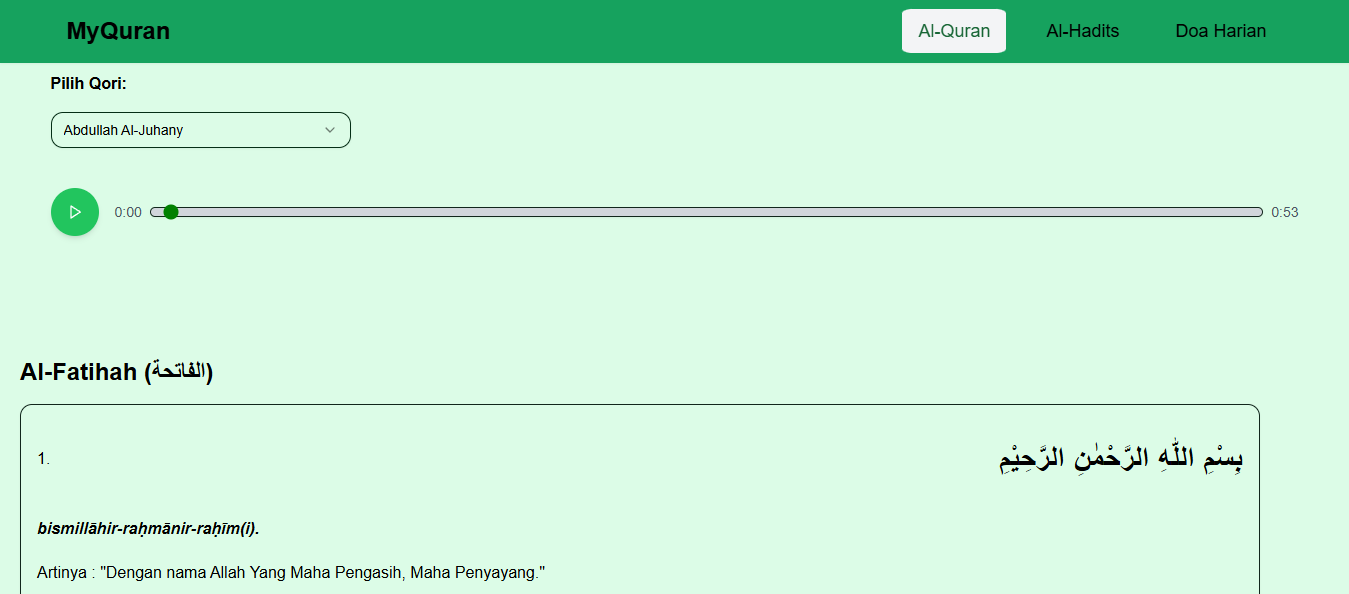 MyQuran
Al-Quran
Al-Hadits
Doa Harian
Pilih Qori:
Abdullah Al-Juhany
0:00
0:53
Al-Fatihah (الفاتحة)
1.
بِسْمِ اللّٰهِ الرَّحْمٰنِ الرَّحِيْمِ
bismillāhir-raḥmānir-raḥīm(i).
Artinya : "Dengan nama Allah Yang Maha Pengasih, Maha Penyayang."